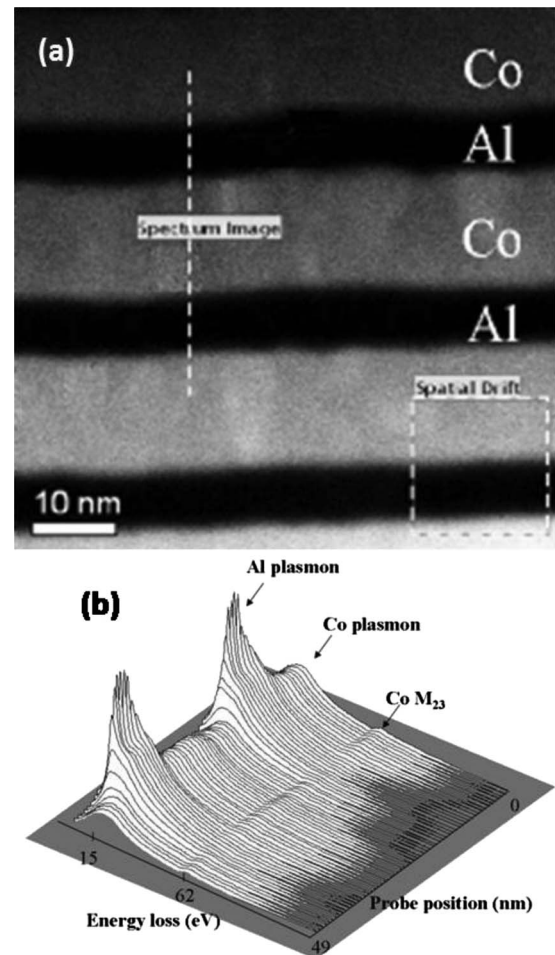 (a)
Co
Al
Spectrum Image
Co
Al
Spatial Drift
10 nm
(b)
Al plasmon
Co plasmon
Co M23
0
15
62
Energy loss (eV)
Probe position (nm)
49